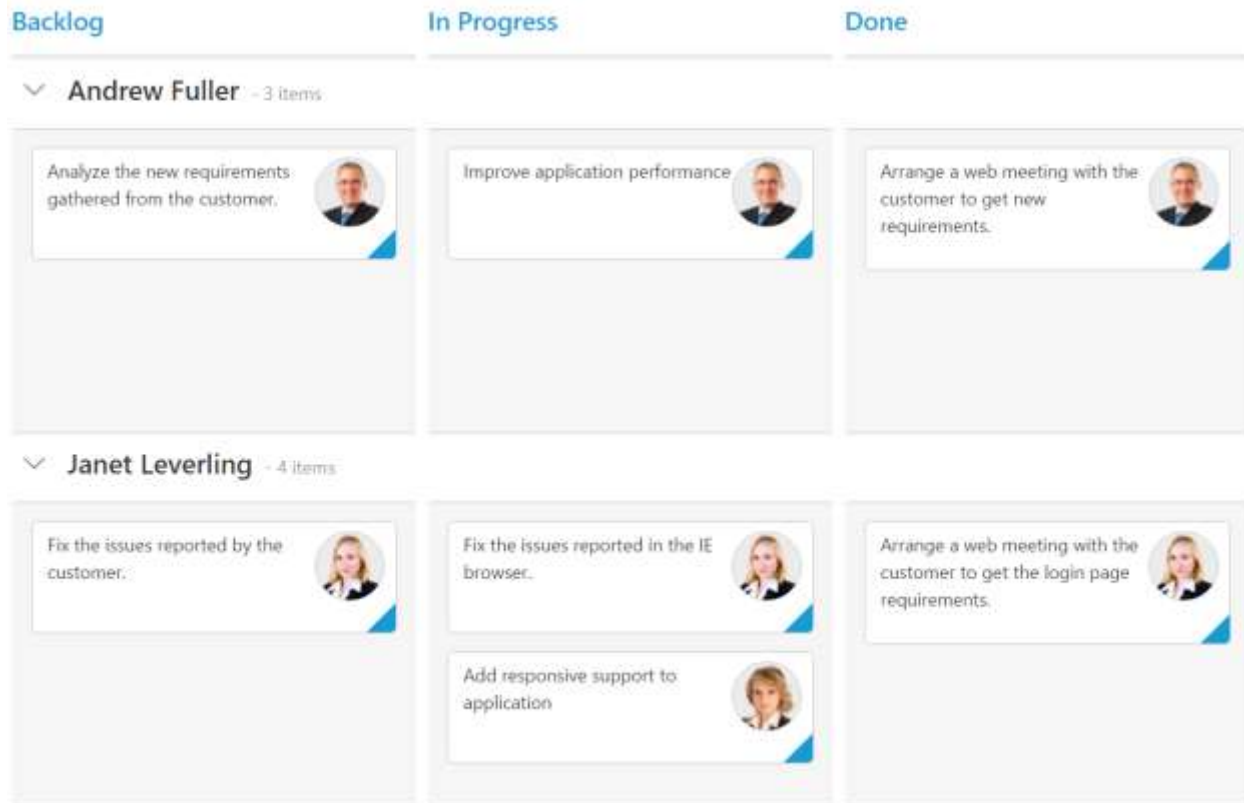 Backlog
In Progress
Done
Andrew Fuller - 3 items
Analyze the new requirements
gathered from the customer.
Improve application performance
Arrange a web meeting with the
customer to get new
requirements.
Janet Leverling - 4 items
Fix the issues reported by the
customer.
Fix the issues reported in the IE
browser.
Add responsive support to
application
Arrange a web meeting with the
customer to get the login page
requirements.